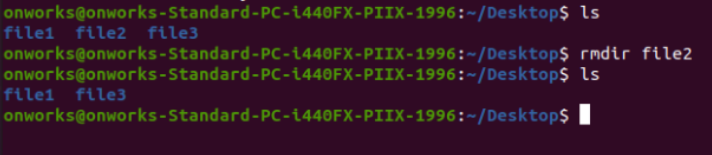 onworks@onworks-Standard-PC-i440FX-PIIX-1996:~/Desktop$ ls
file1  file2  file3
onworks@onworks-Standard-PC-i440FX-PIIX-1996:~/Desktop$ rmdir file2
onworks@onworks-Standard-PC-i440FX-PIIX-1996:~/Desktop$ ls
file1  file3
onworks@onworks-Standard-PC-i440FX-PIIX-1996:~/Desktop$